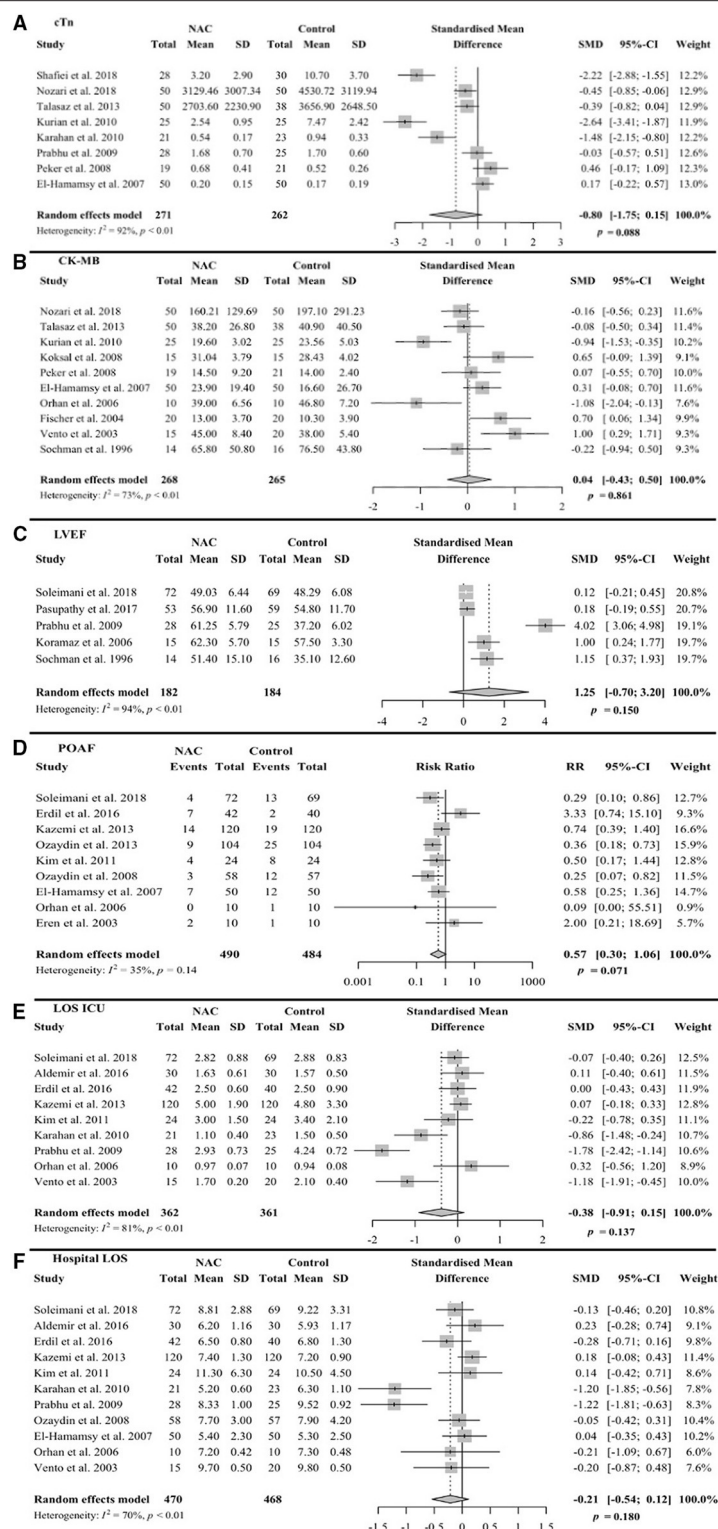 A cTn
NAC Control Standardised Mean
Study Total Mean SD Total Mean SD Difference SMD 95%-CI Weight
Shafiei et al. 2018 28 3.20 2.90 30 10.70 3.70 -2.22 [-2.88; -1.55] 12.2%
Nozari et al. 2018 50 3129.46 3007.34 50 4530.72 3119.94 -0.45 [-0.85; -0.06] 12.9%
Talasaz et al. 2013 50 2703.60 2230.90 38 3656.90 2648.50 -0.39 [-0.82; 0.04] 12.9%
Kurian et al. 2010 25 2.54 0.95 25 7.47 2.42 -2.64 [-3.41; -1.87] 11.9%
Karahan et al. 2010 21 0.54 0.17 23 0.94 0.33 -1.48 [-2.15; -0.80] 12.2%
Prabhu et al. 2009 28 1.68 0.70 25 1.70 0.60 -0.03 [-0.57; 0.51] 12.6%
Peker et al. 2008 19 0.68 0.41 21 0.52 0.26 0.46 [-0.17; 1.09] 12.3%
El-Hamamsy et al. 2007 50 0.20 0.15 50 0.17 0.19 0.17 [-0.22; 0.57] 13.0%
Random effects model 271 262 -0.80 [-1.75; 0.15] 100.0%
Heterogeneity: I² = 92%, p < 0.01 p = 0.088
-3 -2 -1 0 1 2 3
B CK-MB
NAC Control Standardised Mean
Study Total Mean SD Total Mean SD Difference SMD 95%-CI Weight
Nozari et al. 2018 50 160.21 129.69 50 197.10 291.23 -0.16 [-0.56; 0.23] 11.6%
Talasaz et al. 2013 50 38.20 26.80 38 40.90 40.50 -0.08 [-0.50; 0.34] 11.4%
Kurian et al. 2010 25 19.60 3.02 25 23.56 5.03 -0.94 [-1.53; -0.35] 10.2%
Koksal et al. 2008 15 31.04 3.79 15 28.43 4.02 0.65 [-0.09; 1.39] 9.1%
Peker et al. 2008 19 14.50 9.20 21 14.00 2.40 0.07 [-0.55; 0.70] 10.0%
El-Hamamsy et al. 2007 50 23.90 19.40 50 16.60 26.70 0.31 [-0.08; 0.70] 11.6%
Orhan et al. 2006 10 39.00 6.56 10 46.80 7.20 -1.08 [-2.04; -0.13] 7.6%
Fischer et al. 2004 20 13.00 3.70 20 10.30 3.90 0.70 [ 0.06; 1.34] 9.9%
Vento et al. 2003 15 45.00 8.40 20 38.00 5.40 1.00 [ 0.29; 1.71] 9.3%
Sochman et al. 1996 14 65.80 50.80 16 76.50 43.80 -0.22 [-0.94; 0.50] 9.3%
Random effects model 268 265 0.04 [-0.43; 0.50] 100.0%
Heterogeneity: I² = 73%, p < 0.01 p = 0.861
-2 -1 0 1 2
C LVEF
NAC Control Standardised Mean
Study Total Mean SD Total Mean SD Difference SMD 95%-CI Weight
Soleimani et al. 2018 72 49.03 6.44 69 48.29 6.08 0.12 [-0.21; 0.45] 20.8%
Pasupathy et al. 2017 53 56.90 11.60 59 54.80 11.70 0.18 [-0.19; 0.55] 20.7%
Prabhu et al. 2009 28 61.25 5.79 25 37.20 6.02 4.02 [ 3.06; 4.98] 19.1%
Koramaz et al. 2006 15 62.30 5.70 15 57.50 3.30 1.00 [ 0.24; 1.77] 19.7%
Sochman et al. 1996 14 51.40 15.10 16 35.10 12.60 1.15 [ 0.37; 1.93] 19.7%
Random effects model 182 184 1.25 [-0.70; 3.20] 100.0%
Heterogeneity: I² = 94%, p < 0.01 p = 0.150
-4 -2 0 2 4
D POAF
NAC Control
Study Events Total Events Total Risk Ratio RR 95%-CI Weight
Soleimani et al. 2018 4 72 13 69 0.29 [0.10; 0.86] 12.7%
Erdil et al. 2016 7 42 2 40 3.33 [0.74; 15.10] 9.3%
Kazemi et al. 2013 14 120 19 120 0.74 [0.39; 1.40] 16.6%
Ozaydin et al. 2013 9 104 25 104 0.36 [0.18; 0.73] 15.9%
Kim et al. 2011 4 24 8 24 0.50 [0.17; 1.44] 12.8%
Ozaydin et al. 2008 3 58 12 57 0.25 [0.07; 0.82] 11.5%
El-Hamamsy et al. 2007 7 50 12 50 0.58 [0.25; 1.36] 14.7%
Orhan et al. 2006 0 10 1 10 0.09 [0.00; 55.51] 0.9%
Eren et al. 2003 2 10 1 10 2.00 [0.21; 18.69] 5.7%
Random effects model 490 484 0.57 [0.30; 1.06] 100.0%
Heterogeneity: I² = 35%, p = 0.14 p = 0.071
0.001 0.1 1 10 1000
E LOS ICU
NAC Control Standardised Mean
Study Total Mean SD Total Mean SD Difference SMD 95%-CI Weight
Soleimani et al. 2018 72 2.82 0.88 69 2.88 0.83 -0.07 [-0.40; 0.26] 12.5%
Aldemir et al. 2016 30 1.63 0.61 30 1.57 0.50 0.11 [-0.40; 0.61] 11.5%
Erdil et al. 2016 42 2.50 0.60 40 2.50 0.90 0.00 [-0.43; 0.43] 11.9%
Kazemi et al. 2013 120 5.00 1.90 120 4.80 3.30 0.07 [-0.18; 0.33] 12.8%
Kim et al. 2011 24 3.00 1.50 24 3.40 2.10 -0.22 [-0.78; 0.35] 11.1%
Karahan et al. 2010 21 1.10 0.40 23 1.50 0.50 -0.86 [-1.48; -0.24] 10.7%
Prabhu et al. 2009 28 2.93 0.73 25 4.24 0.72 -1.78 [-2.42; -1.14] 10.6%
Orhan et al. 2006 10 0.97 0.07 10 0.94 0.08 0.32 [-0.56; 1.20] 8.9%
Vento et al. 2003 15 1.70 0.20 20 2.10 0.40 -1.18 [-1.91; -0.45] 10.0%
Random effects model 362 361 -0.38 [-0.91; 0.15] 100.0%
Heterogeneity: I² = 81%, p < 0.01 p = 0.137
-2 -1 0 1 2
F Hospital LOS
NAC Control Standardised Mean
Study Total Mean SD Total Mean SD Difference SMD 95%-CI Weight
Soleimani et al. 2018 72 8.81 2.88 69 9.22 3.31 -0.13 [-0.46; 0.20] 10.8%
Aldemir et al. 2016 30 6.20 1.16 30 5.93 1.17 0.23 [-0.28; 0.74] 9.1%
Erdil et al. 2016 42 6.50 0.80 40 6.80 1.30 -0.28 [-0.71; 0.16] 9.8%
Kazemi et al. 2013 120 7.40 1.30 120 7.20 0.90 0.18 [-0.08; 0.43] 11.4%
Kim et al. 2011 24 11.30 6.30 24 10.50 4.50 0.14 [-0.42; 0.71] 8.6%
Karahan et al. 2010 21 5.20 0.60 23 6.30 1.10 -1.20 [-1.85; -0.56] 7.8%
Prabhu et al. 2009 28 8.33 1.00 25 9.52 0.92 -1.22 [-1.81; -0.63] 8.3%
Ozaydin et al. 2008 58 7.70 3.00 57 7.90 4.20 -0.05 [-0.42; 0.31] 10.4%
El-Hamamsy et al. 2007 50 5.40 2.30 50 5.30 2.50 0.04 [-0.35; 0.43] 10.2%
Orhan et al. 2006 10 7.20 0.42 10 7.30 0.48 -0.21 [-1.09; 0.67] 6.0%
Vento et al. 2003 15 9.70 0.50 20 9.80 0.50 -0.20 [-0.87; 0.48] 7.6%
Random effects model 470 468 -0.21 [-0.54; 0.12] 100.0%
Heterogeneity: I² = 70%, p < 0.01 p = 0.180
-1.5 -1 -0.5 0 0.5 1 1.5